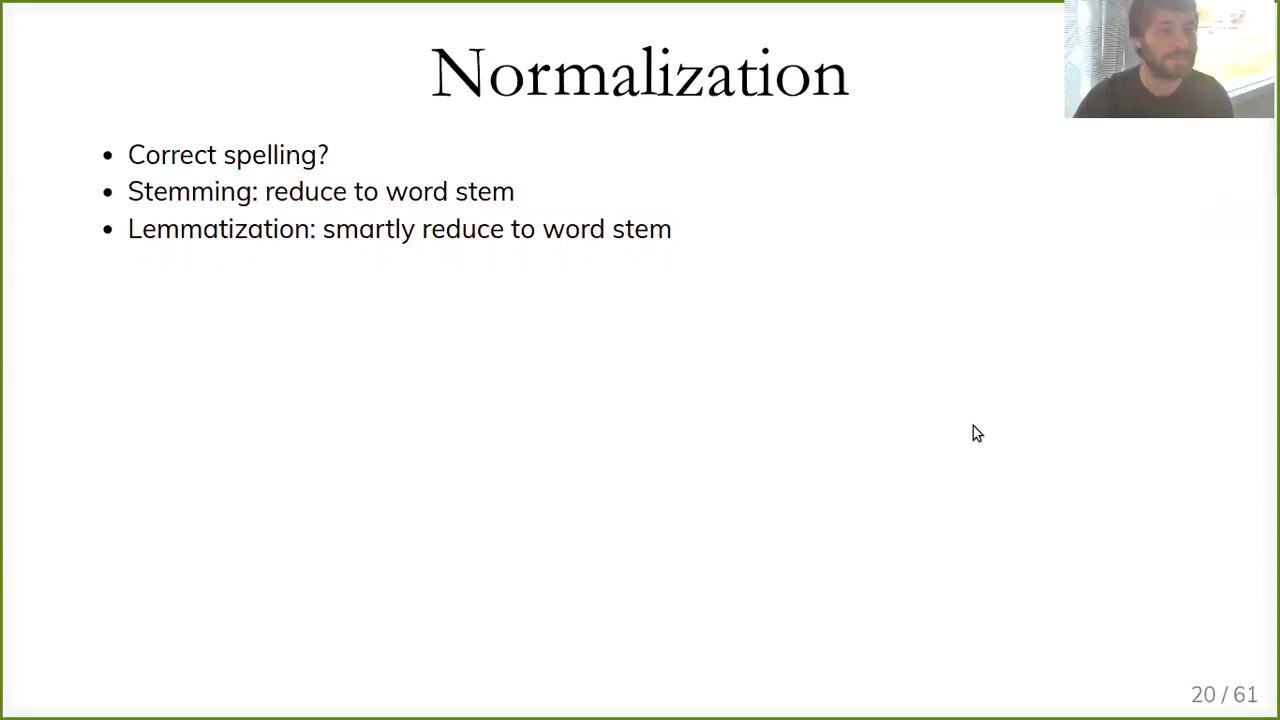 Normalization
• Correct spelling?
• Stemming: reduce to word stem
• Lemmatization: smartly reduce to word stem
20 / 61